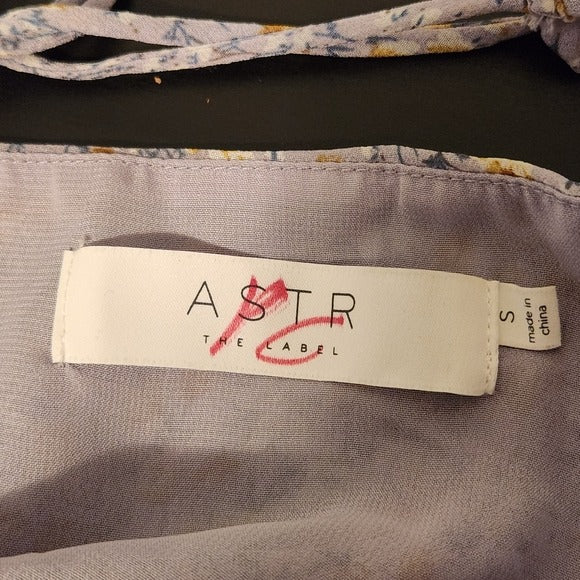 ASTR
THE LABEL
S
made in
china